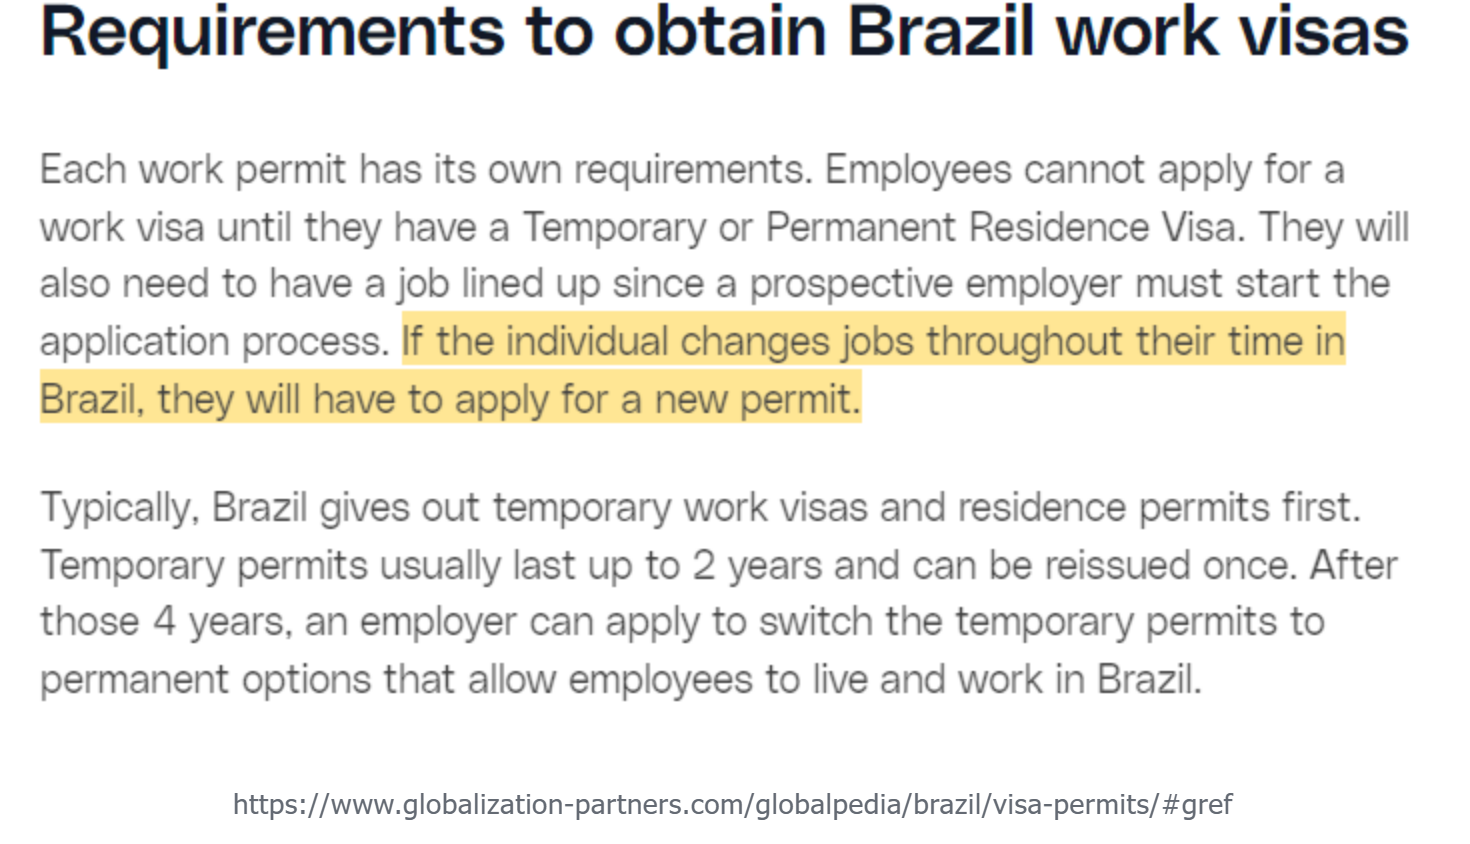 Requirements to obtain Brazil work visas
Each work permit has its own requirements. Employees cannot apply for a
work visa until they have a Temporary or Permanent Residence Visa. They will
also need to have a job lined up since a prospective employer must start the
application process. If the individual changes jobs throughout their time in
Brazil, they will have to apply for a new permit.
Typically, Brazil gives out temporary work visas and residence permits first.
Temporary permits usually last up to 2 years and can be reissued once. After
those 4 years, an employer can apply to switch the temporary permits to
permanent options that allow employees to live and work in Brazil.
https://www.globalization-partners.com/globalpedia/brazil/visa-permits/#gref